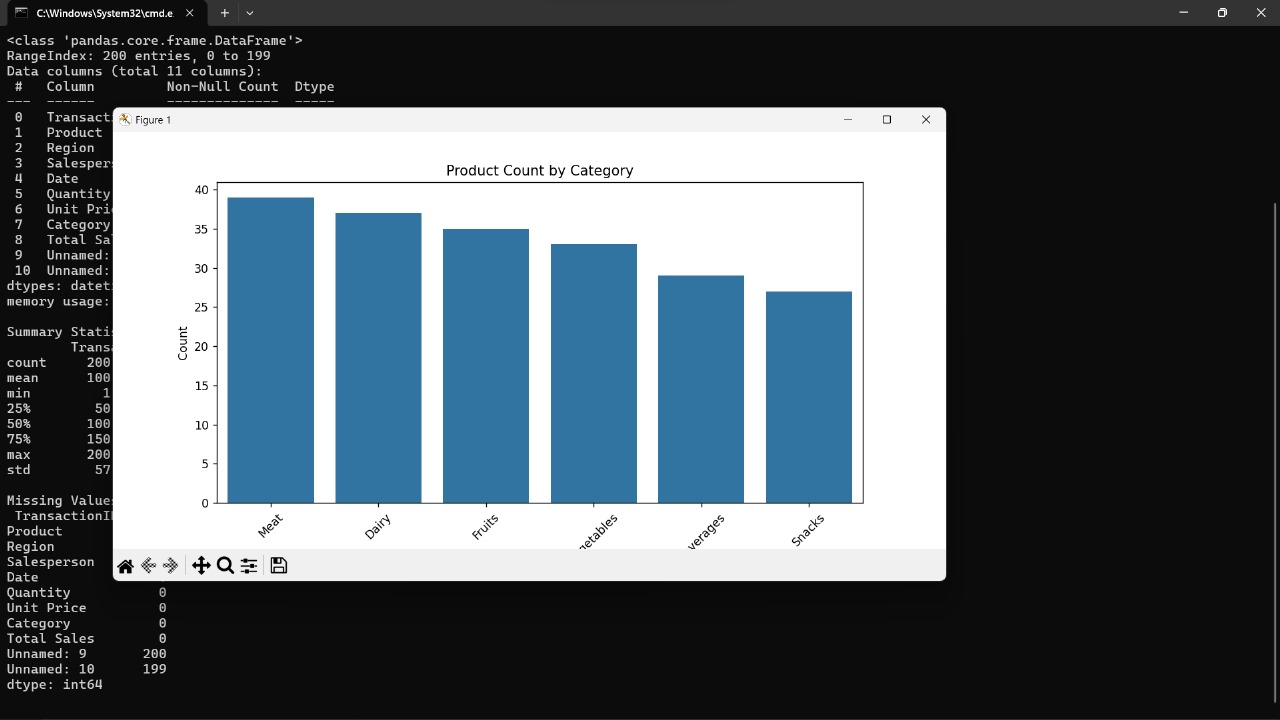 C:\Windows\System32\cmd.e
<class 'pandas.core.frame.DataFrame'>
RangeIndex: 200 entries, 0 to 199
Data columns (total 11 columns):
 #   Column         Non-Null Count  Dtype
---  ------         --------------  -----
 0   Transact
 1   Product
 2   Region
 3   Salesper
 4   Date
 5   Quantity
 6   Unit Pri
 7   Category
 8   Total Sa
 9   Unnamed:
 10  Unnamed:
dtypes: datet
memory usage:
Summary Stati
Transa
count 200
mean 100
min 1
25% 50
50% 100
75% 150
max 200
std 57
Missing Value
TransactionI
Product
Region
Salesperson
Date
Quantity 0
Unit Price 0
Category 0
Total Sales 0
Unnamed: 9 200
Unnamed: 10 199
dtype: int64
Figure 1
Product Count by Category
40
35
30
25
20
15
10
5
0
Count
Meat
Dairy
Fruits
getables
verages
Snacks